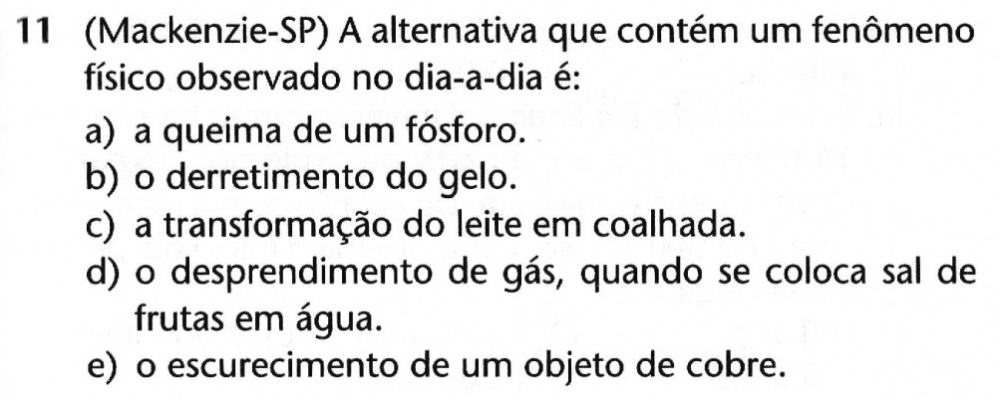 11 (Mackenzie-SP) A alternativa que contém um fenômeno
físico observado no dia-a-dia é:
a) a queima de um fósforo.
b) o derretimento do gelo.
c) a transformação do leite em coalhada.
d) o desprendimento de gás, quando se coloca sal de
frutas em água.
e) o escurecimento de um objeto de cobre.